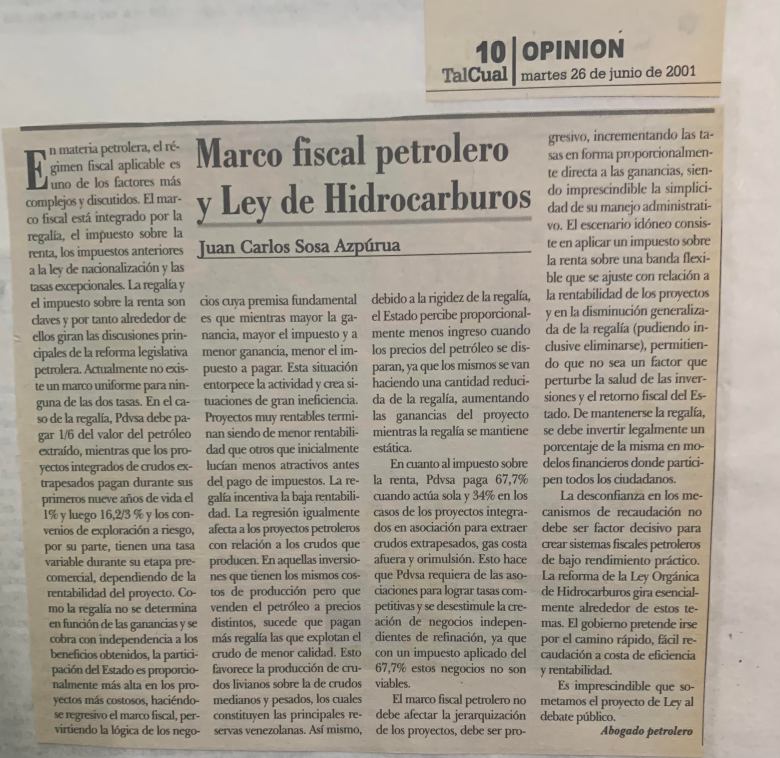 10 | OPINION
TalCual | martes 26 de junio de 2001
Marco fiscal petrolero
y Ley de Hidrocarburos
Juan Carlos Sosa Azpúrua
En materia petrolera, el ré-
gimen fiscal aplicable es
uno de los factores más
complejos y discutidos. El mar-
co fiscal está integrado por la
regalía, el impuesto sobre la
renta, los impuestos anteriores
a la ley de nacionalización y las
tasas excepcionales. La regalía y
el impuesto sobre la renta son
claves y por tanto alrededor de
ellos giran las discusiones prin-
cipales de la reforma legislativa
petrolera. Actualmente no exis-
te un marco uniforme para nin-
guna de las dos tasas. En el ca-
so de la regalía, Pdvsa debe pa-
gar 1/6 del valor del petróleo
extraído, mientras que los pro-
yectos integrados de crudos ex-
trapesados pagan durante sus
primeros nueve años de vida el
1% y luego 16,2/3 % y los con-
venios de exploración a riesgo,
por su parte, tienen una tasa
variable durante su etapa pre-
comercial, dependiendo de la
rentabilidad del proyecto. Co-
mo la regalía no se determina
en función de las ganancias y se
cobra con independencia a los
beneficios obtenidos, la partici-
pación del Estado es proporcio-
nalmente más alta en los pro-
yectos más costosos, haciéndo-
se regresivo el marco fiscal, per-
virtiendo la lógica de los nego-
cios cuya premisa fundamental
es que mientras mayor la ga-
nancia, mayor el impuesto y a
menor ganancia, menor el im-
puesto a pagar. Esta situación
entorpece la actividad y crea si-
tuaciones de gran ineficiencia.
Proyectos muy rentables termi-
nan siendo de menor rentabili-
dad que otros que inicialmente
lucían menos atractivos antes
del pago de impuestos. La re-
galía incentiva la baja rentabili-
dad. La regresión igualmente
afecta a los proyectos petroleros
con relación a los crudos que
producen. En aquellas inversio-
nes que tienen los mismos cos-
tos de producción pero que
venden el petróleo a precios
distintos, sucede que pagan
más regalía las que explotan el
crudo de menor calidad. Esto
favorece la producción de cru-
dos livianos sobre la de crudos
medianos y pesados, los cuales
constituyen las principales re-
servas venezolanas. Así mismo,
debido a la rigidez de la regalía,
el Estado percibe proporcional-
mente menos ingreso cuando
los precios del petróleo se dis-
paran, ya que los mismos se van
haciendo una cantidad reduci-
da de la regalía, aumentando
las ganancias del proyecto
mientras la regalía se mantiene
estática.
En cuanto al impuesto sobre
la renta, Pdvsa paga 67,7%
cuando actúa sola y 34% en los
casos de los proyectos integra-
dos en asociación para extraer
crudos extrapesados, gas costa
afuera y orimulsión. Esto hace
que Pdvsa requiera de las aso-
ciaciones para lograr tasas com-
petitivas y se desestimule la cre-
ación de negocios indepen-
dientes de refinación, ya que
con un impuesto aplicado del
67,7% estos negocios no son
viables.
El marco fiscal petrolero no
debe afectar la jerarquización
de los proyectos, debe ser pro-
gresivo, incrementando las ta-
sas en forma proporcionalmen-
te directa a las ganancias, sien-
do imprescindible la simplici-
dad de su manejo administrati-
vo. El escenario idóneo consis-
te en aplicar un impuesto sobre
la renta sobre una banda flexi-
ble que se ajuste con relación a
la rentabilidad de los proyectos
y en la disminución generaliza-
da de la regalía (pudiendo in-
clusive eliminarse), permitien-
do que no sea un factor que
perturbe la salud de las inver-
siones y el retorno fiscal del Es-
tado. De mantenerse la regalía,
se debe invertir legalmente un
porcentaje de la misma en mo-
delos financieros donde partici-
pen todos los ciudadanos.
La desconfianza en los me-
canismos de recaudación no
debe ser factor decisivo para
crear sistemas fiscales petroleros
de bajo rendimiento práctico.
La reforma de la Ley Orgánica
de Hidrocarburos gira esencial-
mente alrededor de estos te-
mas. El gobierno pretende irse
por el camino rápido, fácil re-
caudación a costa de eficiencia
y rentabilidad.
Es imprescindible que so-
metamos el proyecto de Ley al
debate público.
Abogado petrolero